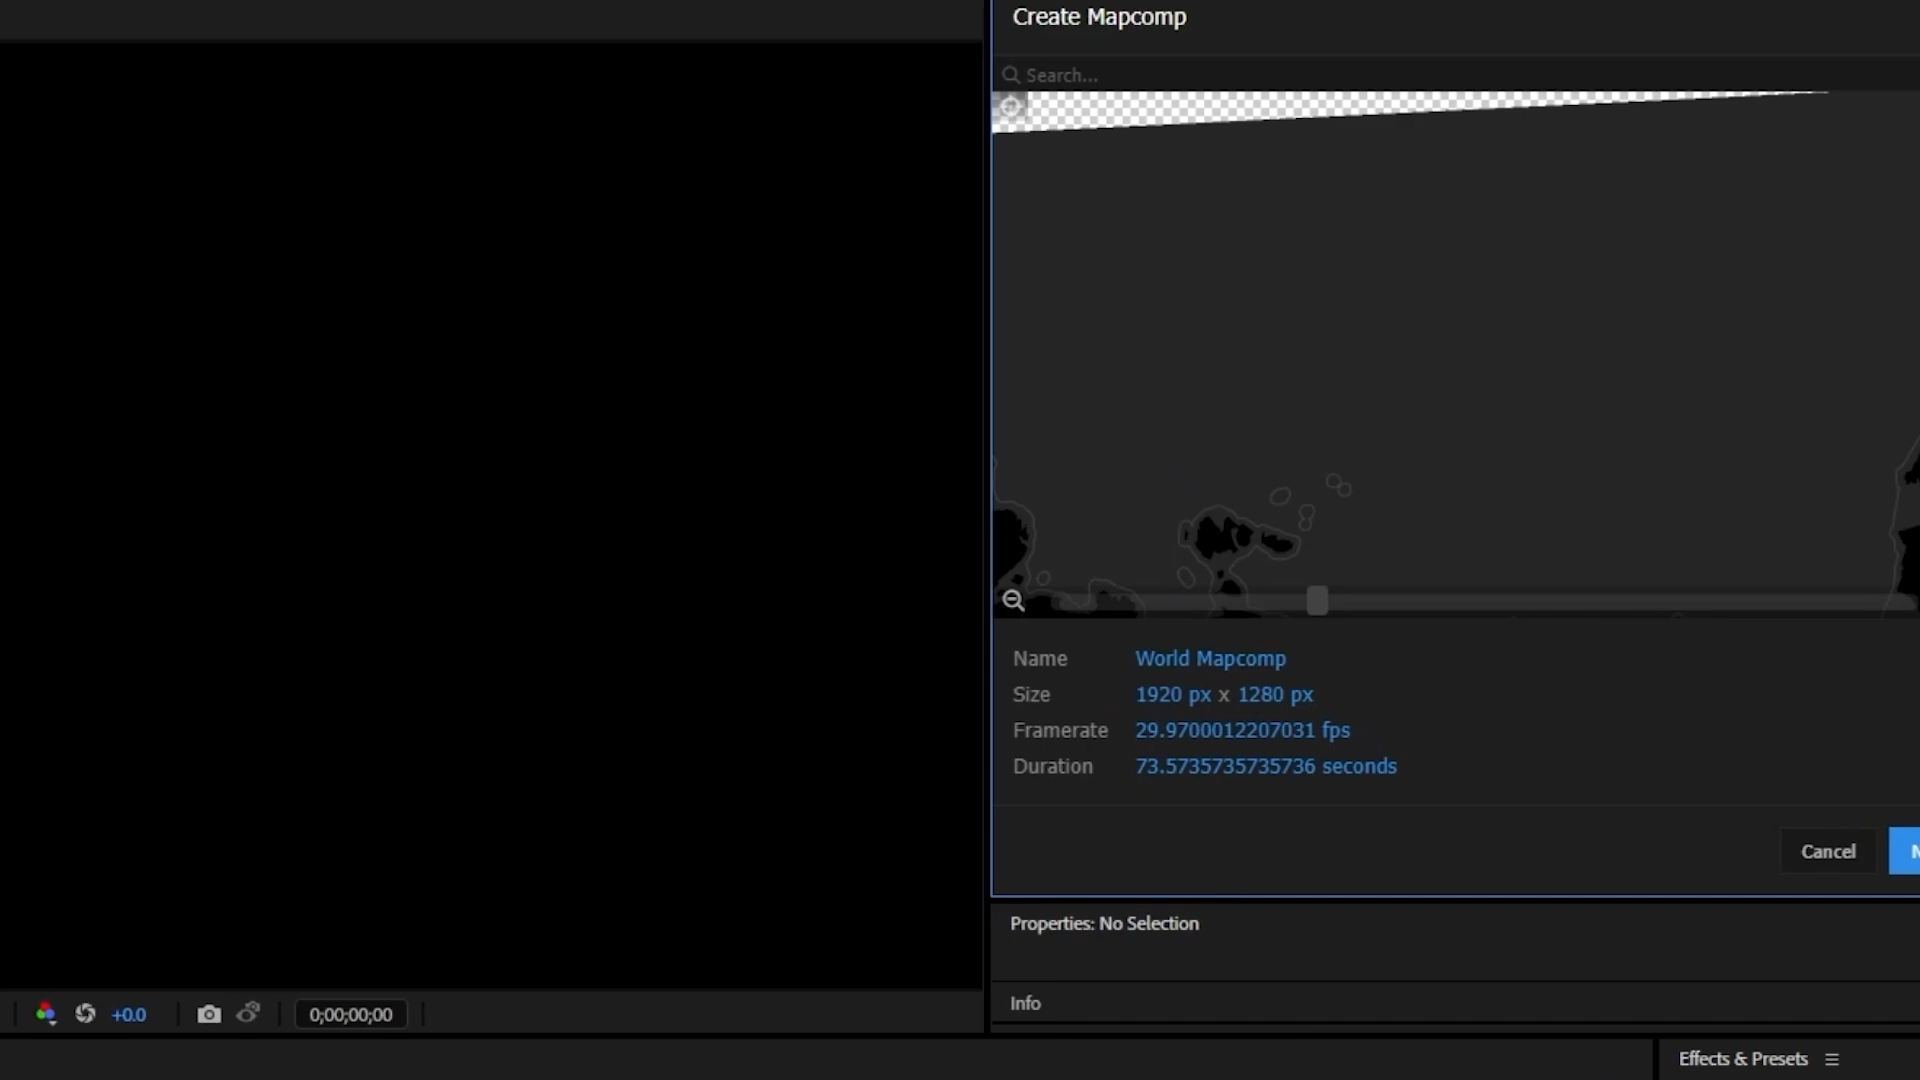 Create Mapcomp
Search...
Name World Mapcomp
Size 1920 px x 1280 px
Framerate 29.9700012207031 fps
Duration 73.5735735735736 seconds
Cancel
Properties: No Selection
Info
+0.0 0;00;00;00
Effects & Presets